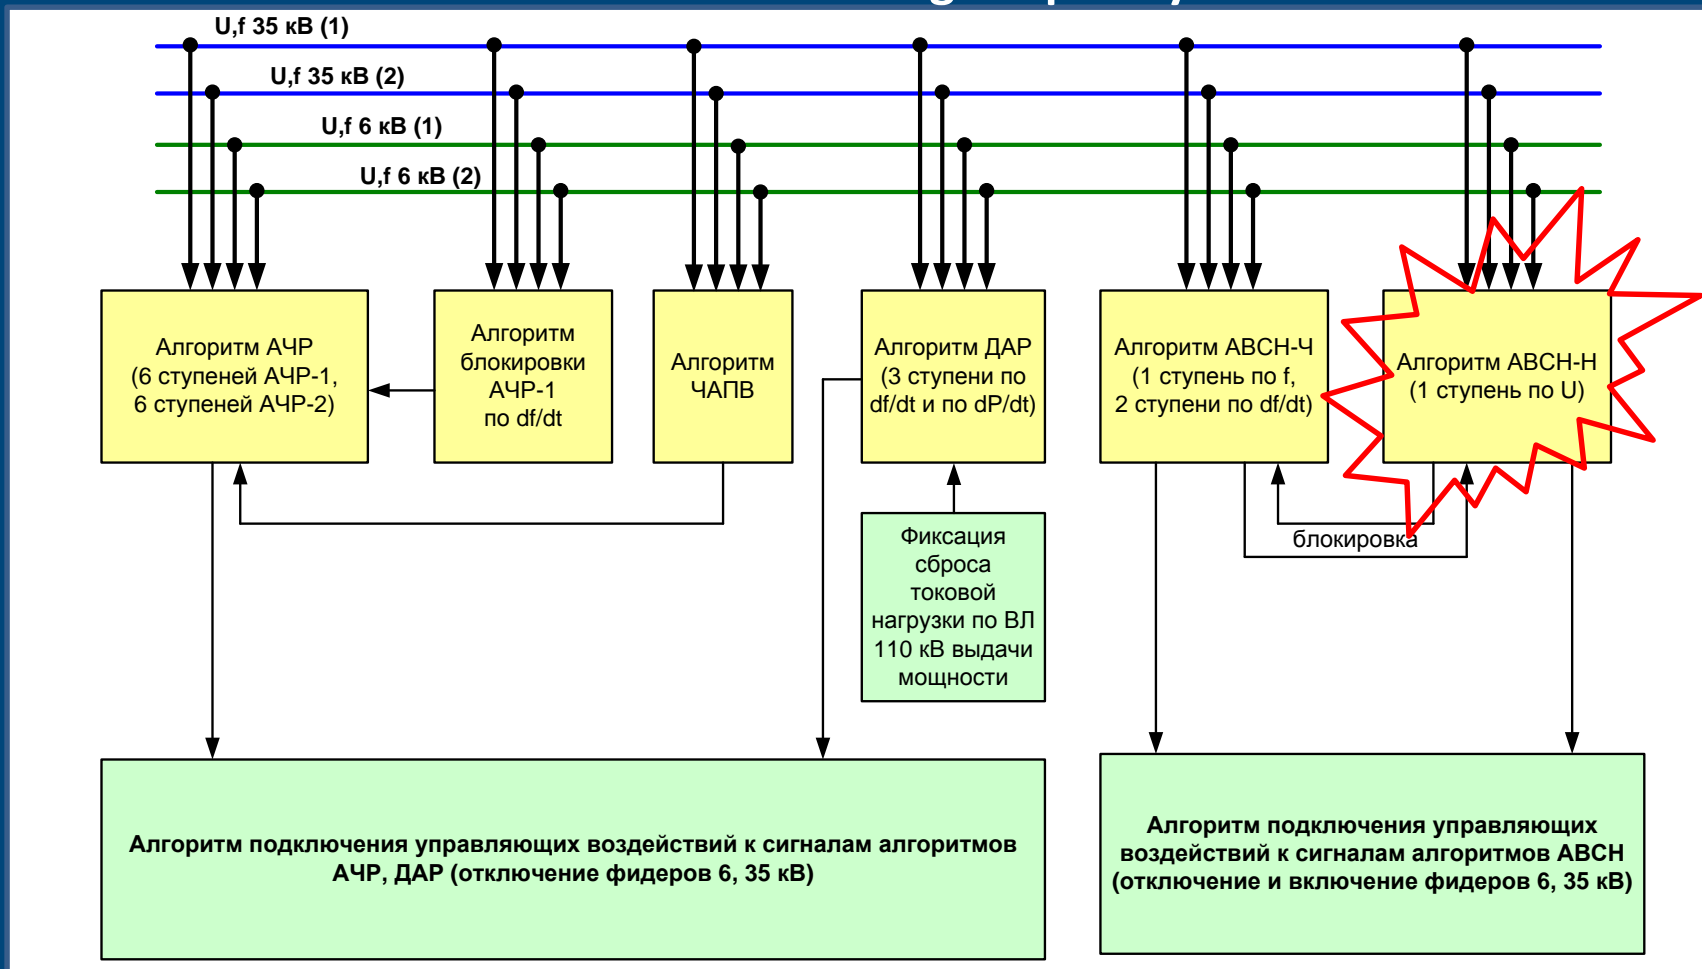 U,f 35 кВ (1)
U,f 35 кВ (2)
U,f 6 кВ (1)
U,f 6 кВ (2)
Алгоритм АЧР
(6 ступеней АЧР-1,
6 ступеней АЧР-2)
Алгоритм
блокировки
АЧР-1
по df/dt
Алгоритм
ЧАПВ
Алгоритм ДАР
(3 ступени по
df/dt и по dP/dt)
Алгоритм АВСН-Ч
(1 ступень по f,
2 ступени по df/dt)
Алгоритм АВСН-Н
(1 ступень по U)
Фиксация
сброса
токовой
нагрузки по ВЛ
110 кВ выдачи
мощности
блокировка
Алгоритм подключения управляющих воздействий к сигналам алгоритмов
АЧР, ДАР (отключение фидеров 6, 35 кВ)
Алгоритм подключения управляющих
воздействий к сигналам алгоритмов АВСН
(отключение и включение фидеров 6, 35 кВ)